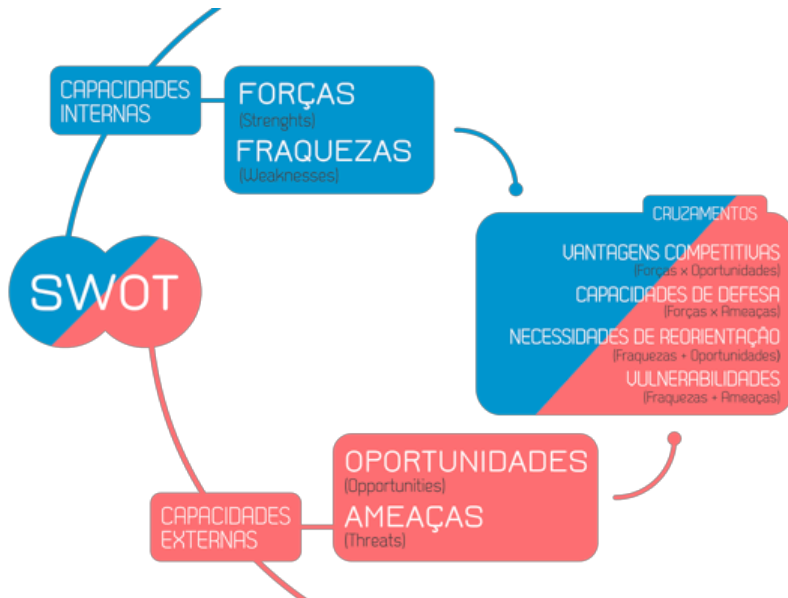 CAPACIDADES
INTERNAS
FORÇAS
(Strenghts)
FRAQUEZAS
(Weaknesses)
SWOT
CRUZAMENTOS
VANTAGENS COMPETITIVAS
(Forças x Oportunidades)
CAPACIDADES DE DEFESA
(Forças x Ameaças)
NECESSIDADES DE REORIENTAÇÃO
(Fraquezas + Oportunidades)
VULNERABILIDADES
(Fraquezas + Ameaças)
OPORTUNIDADES
(Opportunities)
AMEAÇAS
(Threats)
CAPACIDADES
EXTERNAS